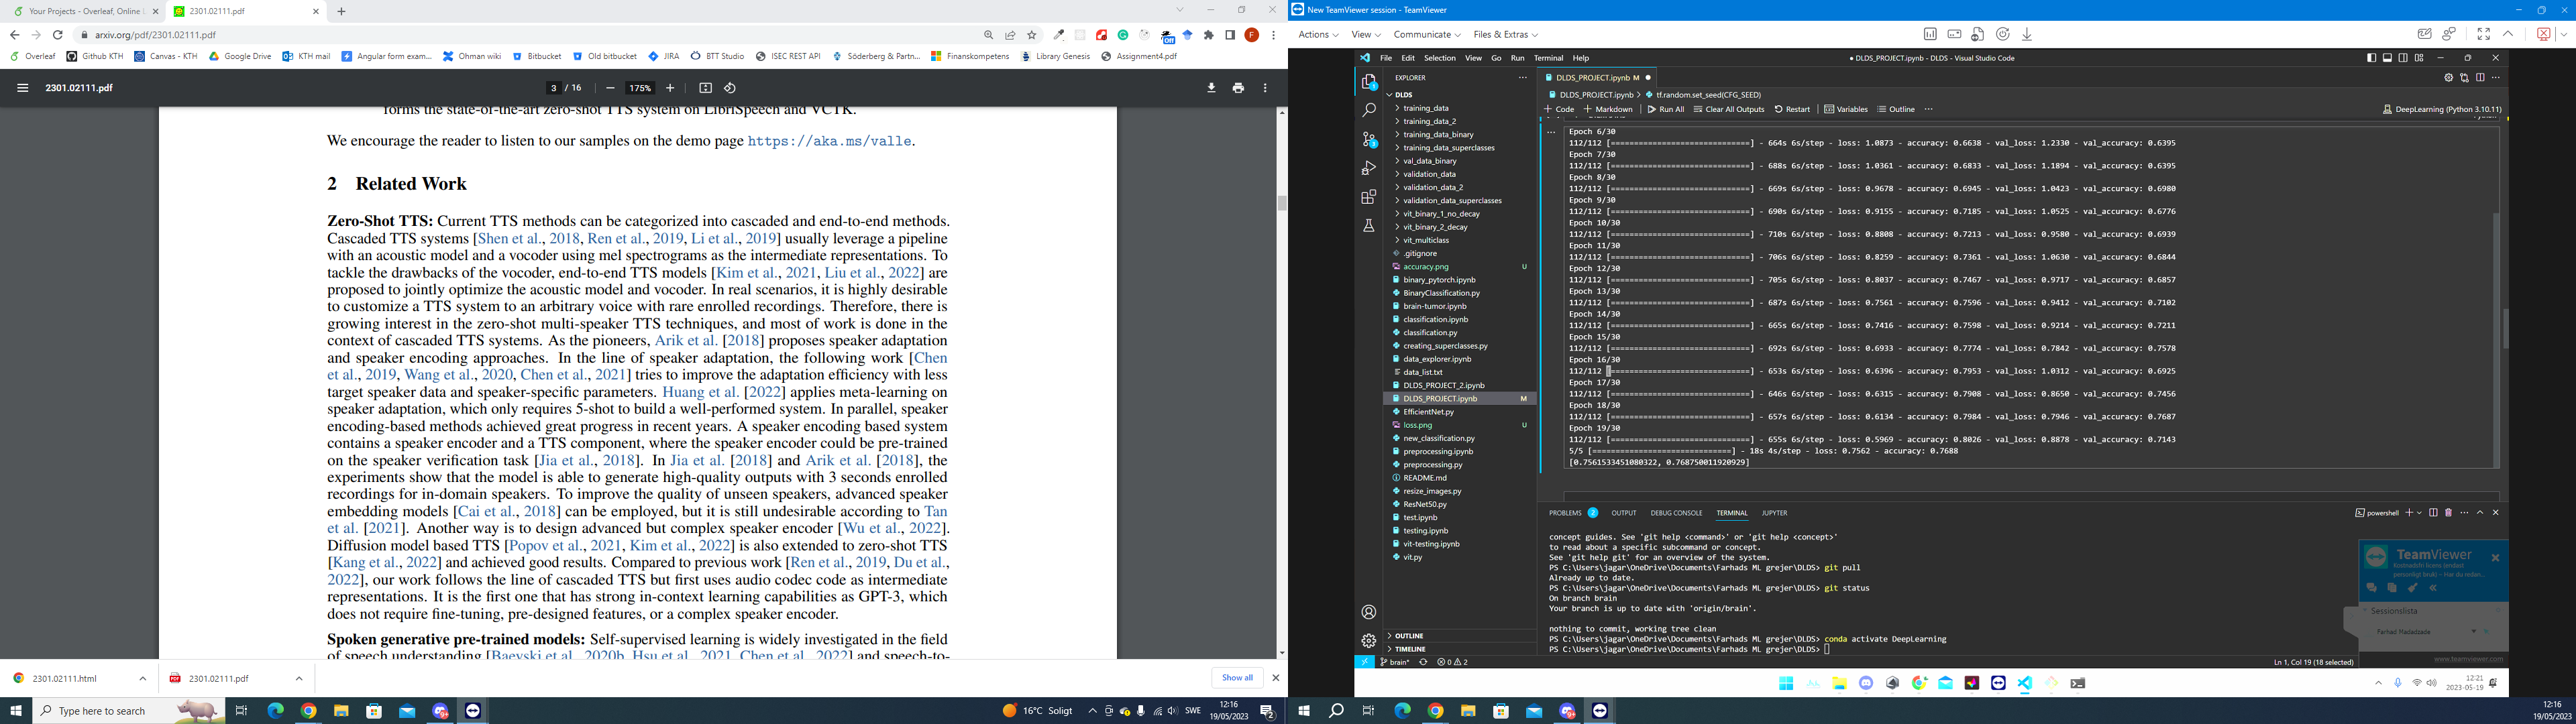 Your Projects - Overleaf, Online L
2301.02111.pdf
arxiv.org/pdf/2301.02111.pdf
Off
F
Overleaf
Github KTH
Canvas - KTH
Google Drive
KTH mail
Angular form exam...
Ohman wiki
Bitbucket
Old bitbucket
JIRA
BTT Studio
ISEC REST API
Söderberg & Partn...
Finanskompetens
Library Genesis
Assignment4.pdf
2301.02111.pdf
3 / 16
175%
forms the state-of-the-art zero-shot TTS system on LibriSpeech and VCTK.
We encourage the reader to listen to our samples on the demo page https://aka.ms/valle.
2 Related Work
Zero-Shot TTS: Current TTS methods can be categorized into cascaded and end-to-end methods.
Cascaded TTS systems [Shen et al., 2018, Ren et al., 2019, Li et al., 2019] usually leverage a pipeline
with an acoustic model and a vocoder using mel spectrograms as the intermediate representations. To
tackle the drawbacks of the vocoder, end-to-end TTS models [Kim et al., 2021, Liu et al., 2022] are
proposed to jointly optimize the acoustic model and vocoder. In real scenarios, it is highly desirable
to customize a TTS system to an arbitrary voice with rare enrolled recordings. Therefore, there is
growing interest in the zero-shot multi-speaker TTS techniques, and most of work is done in the
context of cascaded TTS systems. As the pioneers, Arik et al. [2018] proposes speaker adaptation
and speaker encoding approaches. In the line of speaker adaptation, the following work [Chen
et al., 2019, Wang et al., 2020, Chen et al., 2021] tries to improve the adaptation efficiency with less
target speaker data and speaker-specific parameters. Huang et al. [2022] applies meta-learning on
speaker adaptation, which only requires 5-shot to build a well-performed system. In parallel, speaker
encoding-based methods achieved great progress in recent years. A speaker encoding based system
contains a speaker encoder and a TTS component, where the speaker encoder could be pre-trained
on the speaker verification task [Jia et al., 2018]. In Jia et al. [2018] and Arik et al. [2018], the
experiments show that the model is able to generate high-quality outputs with 3 seconds enrolled
recordings for in-domain speakers. To improve the quality of unseen speakers, advanced speaker
embedding models [Cai et al., 2018] can be employed, but it is still undesirable according to Tan
et al. [2021]. Another way is to design advanced but complex speaker encoder [Wu et al., 2022].
Diffusion model based TTS [Popov et al., 2021, Kim et al., 2022] is also extended to zero-shot TTS
[Kang et al., 2022] and achieved good results. Compared to previous work [Ren et al., 2019, Du et al.,
2022], our work follows the line of cascaded TTS but first uses audio codec code as intermediate
representations. It is the first one that has strong in-context learning capabilities as GPT-3, which
does not require fine-tuning, pre-designed features, or a complex speaker encoder.
Spoken generative pre-trained models: Self-supervised learning is widely investigated in the field
of speech understanding [Baevski et al., 2020b, Hsu et al., 2021, Chen et al., 2022] and speech-to-
2301.02111.html
2301.02111.pdf
Show all
Type here to search
16°C Soligt
SWE
12:16
19/05/2023
2
New TeamViewer session - TeamViewer
Actions
View
Communicate
Files & Extras
File
Edit
Selection
View
Go
Run
Terminal
Help
● DLDS_PROJECT.ipynb - DLDS - Visual Studio Code
EXPLORER
DLDS
training_data
training_data_2
training_data_binary
training_data_superclasses
val_data_binary
validation_data
validation_data_2
validation_data_superclasses
vit_binary_1_no_decay
vit_binary_2_decay
vit_multiclass
.gitignore
accuracy.png U
binary_pytorch.ipynb
BinaryClassification.py
brain-tumor.ipynb
classification.ipynb
classification.py
creating_superclasses.py
data_explorer.ipynb
data_list.txt
DLDS_PROJECT_2.ipynb
DLDS_PROJECT.ipynb M
EfficientNet.py
loss.png U
new_classification.py
preprocessing.ipynb
preprocessing.py
README.md
resize_images.py
ResNet50.py
test.ipynb
testing.ipynb
vit-testing.ipynb
vit.py
OUTLINE
TIMELINE
DLDS_PROJECT.ipynb M ●
DLDS_PROJECT.ipynb > tf.random.set_seed(CFG_SEED)
+ Code
+ Markdown
Run All
Clear All Outputs
Restart
Variables
Outline
DeepLearning (Python 3.10.11)
Epoch 6/30
112/112 [==============================] - 664s 6s/step - loss: 1.0873 - accuracy: 0.6638 - val_loss: 1.2330 - val_accuracy: 0.6395
Epoch 7/30
112/112 [==============================] - 688s 6s/step - loss: 1.0361 - accuracy: 0.6833 - val_loss: 1.1894 - val_accuracy: 0.6395
Epoch 8/30
112/112 [==============================] - 669s 6s/step - loss: 0.9678 - accuracy: 0.6945 - val_loss: 1.0423 - val_accuracy: 0.6980
Epoch 9/30
112/112 [==============================] - 690s 6s/step - loss: 0.9155 - accuracy: 0.7185 - val_loss: 1.0525 - val_accuracy: 0.6776
Epoch 10/30
112/112 [==============================] - 710s 6s/step - loss: 0.8808 - accuracy: 0.7213 - val_loss: 0.9580 - val_accuracy: 0.6939
Epoch 11/30
112/112 [==============================] - 706s 6s/step - loss: 0.8259 - accuracy: 0.7361 - val_loss: 1.0630 - val_accuracy: 0.6844
Epoch 12/30
112/112 [==============================] - 705s 6s/step - loss: 0.8037 - accuracy: 0.7467 - val_loss: 0.9717 - val_accuracy: 0.6857
Epoch 13/30
112/112 [==============================] - 687s 6s/step - loss: 0.7561 - accuracy: 0.7596 - val_loss: 0.9412 - val_accuracy: 0.7102
Epoch 14/30
112/112 [==============================] - 665s 6s/step - loss: 0.7416 - accuracy: 0.7598 - val_loss: 0.9214 - val_accuracy: 0.7211
Epoch 15/30
112/112 [==============================] - 692s 6s/step - loss: 0.6933 - accuracy: 0.7774 - val_loss: 0.7842 - val_accuracy: 0.7578
Epoch 16/30
112/112 [==============================] - 653s 6s/step - loss: 0.6396 - accuracy: 0.7953 - val_loss: 1.0312 - val_accuracy: 0.6925
Epoch 17/30
112/112 [==============================] - 646s 6s/step - loss: 0.6315 - accuracy: 0.7908 - val_loss: 0.8650 - val_accuracy: 0.7456
Epoch 18/30
112/112 [==============================] - 657s 6s/step - loss: 0.6134 - accuracy: 0.7984 - val_loss: 0.7946 - val_accuracy: 0.7687
Epoch 19/30
112/112 [==============================] - 655s 6s/step - loss: 0.5969 - accuracy: 0.8026 - val_loss: 0.8878 - val_accuracy: 0.7143
5/5 [==============================] - 18s 4s/step - loss: 0.7562 - accuracy: 0.7688
[0.7561533451080322, 0.768750011920929]
PROBLEMS 2
OUTPUT
DEBUG CONSOLE
TERMINAL
JUPYTER
powershell
concept guides. See 'git help <command>' or 'git help <concept>'
to read about a specific subcommand or concept.
See 'git help git' for an overview of the system.
PS C:\Users\jagar\OneDrive\Documents\Farhads ML grejer\DLDS> git pull
Already up to date.
PS C:\Users\jagar\OneDrive\Documents\Farhads ML grejer\DLDS> git status
On branch brain
Your branch is up to date with 'origin/brain'.
nothing to commit, working tree clean
PS C:\Users\jagar\OneDrive\Documents\Farhads ML grejer\DLDS> conda activate DeepLearning
PS C:\Users\jagar\OneDrive\Documents\Farhads ML grejer\DLDS>
TeamViewer
Sessionslista
www.teamviewer.com
brain*
0
2
Ln 1, Col 19 (18 selected)
12:21
2023-05-19
12:16
19/05/2023